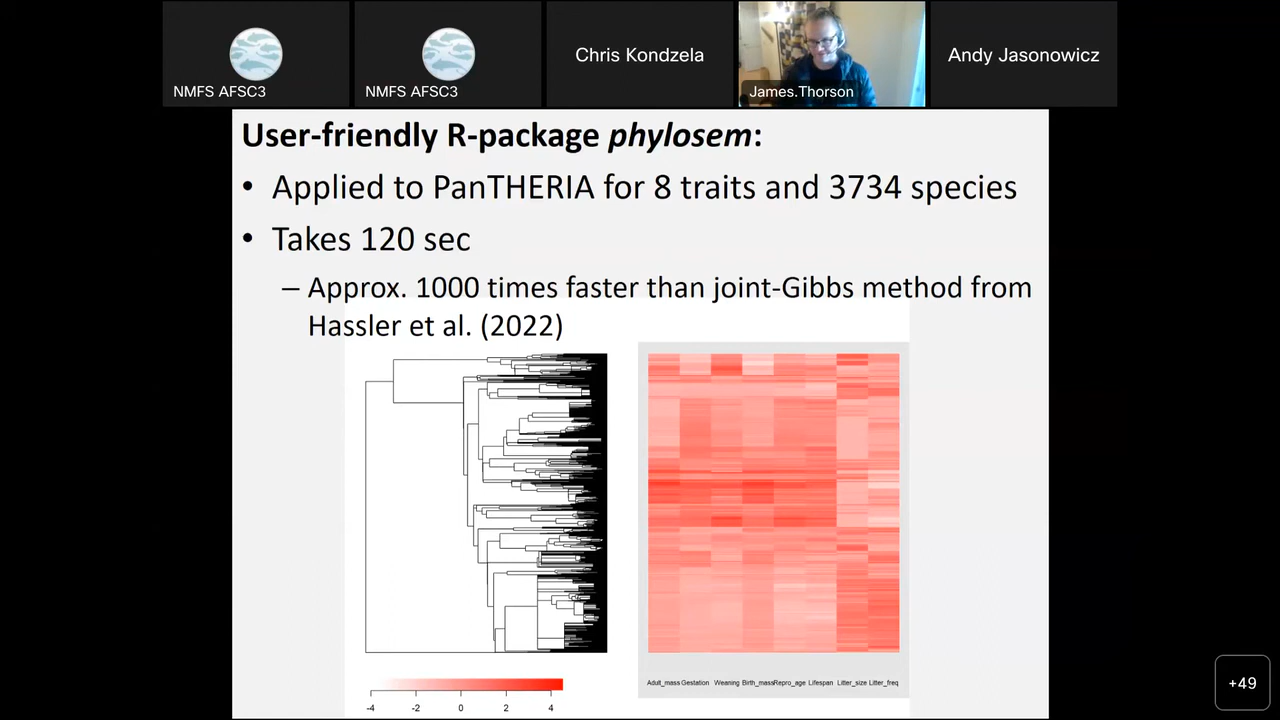 NMFS AFSC3
NMFS AFSC3
Chris Kondzela
James.Thorson
Andy Jasonowicz
User-friendly R-package phylosem:
• Applied to PanTHERIA for 8 traits and 3734 species
• Takes 120 sec
– Approx. 1000 times faster than joint-Gibbs method from
Hassler et al. (2022)
Adult_mass Gestation Weaning Birth_mass Repro_age Lifespan Litter_size Litter_freq
-4 -2 0 2 4
+49